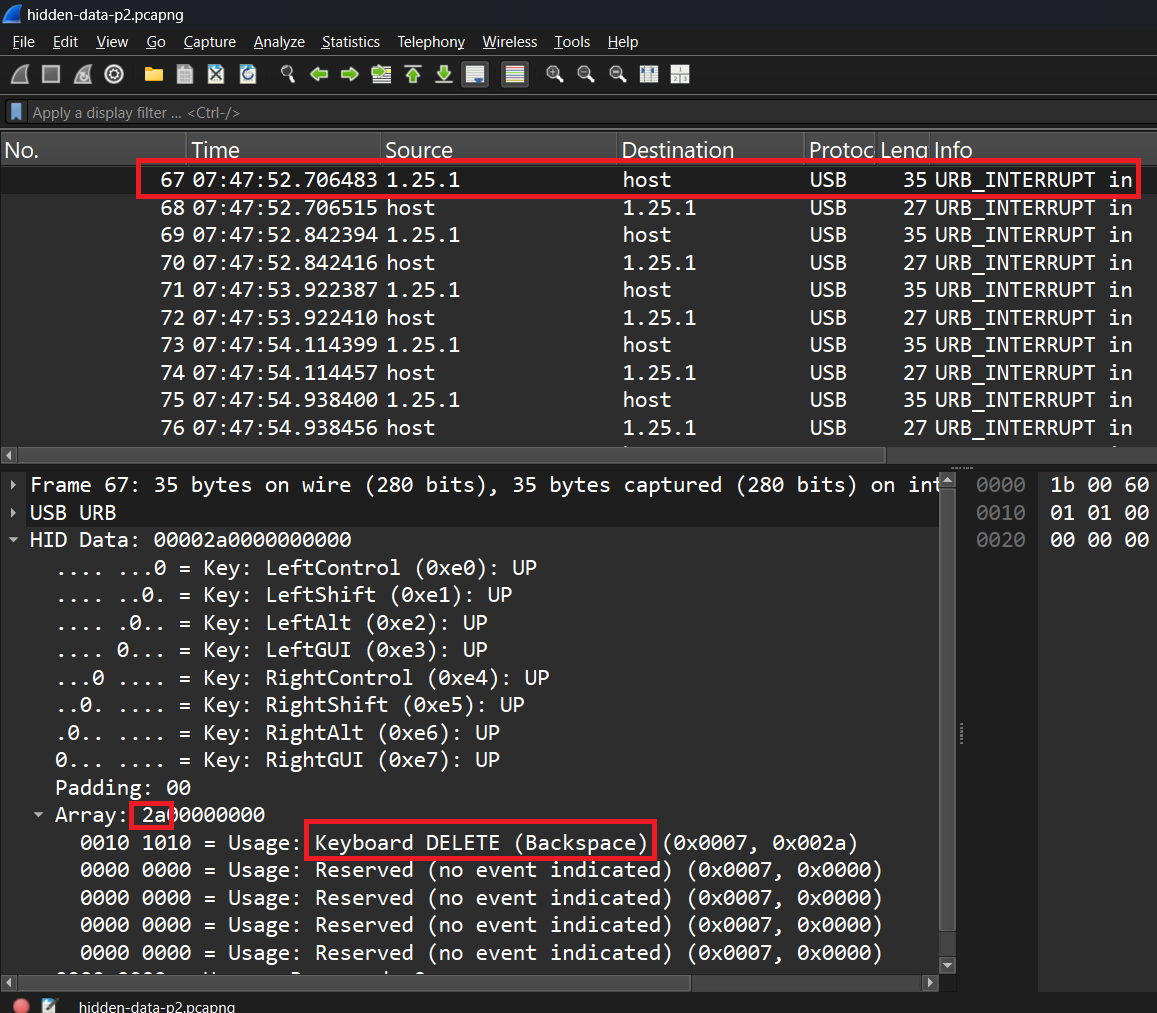 hidden-data-p2.pcapng
File Edit View Go Capture Analyze Statistics Telephony Wireless Tools Help
Apply a display filter ... <Ctrl-/>
No. Time Source Destination Protoc Leng Info
67 07:47:52.706483 1.25.1 host USB 35 URB_INTERRUPT in
68 07:47:52.706515 host 1.25.1 USB 27 URB_INTERRUPT in
69 07:47:52.842394 1.25.1 host USB 35 URB_INTERRUPT in
70 07:47:52.842416 host 1.25.1 USB 27 URB_INTERRUPT in
71 07:47:53.922387 1.25.1 host USB 35 URB_INTERRUPT in
72 07:47:53.922410 host 1.25.1 USB 27 URB_INTERRUPT in
73 07:47:54.114399 1.25.1 host USB 35 URB_INTERRUPT in
74 07:47:54.114457 host 1.25.1 USB 27 URB_INTERRUPT in
75 07:47:54.938400 1.25.1 host USB 35 URB_INTERRUPT in
76 07:47:54.938456 host 1.25.1 USB 27 URB_INTERRUPT in
Frame 67: 35 bytes on wire (280 bits), 35 bytes captured (280 bits) on int
USB URB
HID Data: 00002a0000000000
.... ...0 = Key: LeftControl (0xe0): UP
.... ..0. = Key: LeftShift (0xe1): UP
.... .0.. = Key: LeftAlt (0xe2): UP
.... 0... = Key: LeftGUI (0xe3): UP
...0 .... = Key: RightControl (0xe4): UP
..0. .... = Key: RightShift (0xe5): UP
.0.. .... = Key: RightAlt (0xe6): UP
0... .... = Key: RightGUI (0xe7): UP
Padding: 00
Array: 2a00000000
0010 1010 = Usage: Keyboard DELETE (Backspace) (0x0007, 0x002a)
0000 0000 = Usage: Reserved (no event indicated) (0x0007, 0x0000)
0000 0000 = Usage: Reserved (no event indicated) (0x0007, 0x0000)
0000 0000 = Usage: Reserved (no event indicated) (0x0007, 0x0000)
0000 0000 = Usage: Reserved (no event indicated) (0x0007, 0x0000)
0000 1b 00 60
0010 01 01 00
0020 00 00 00
hidden-data-p2.pcapng